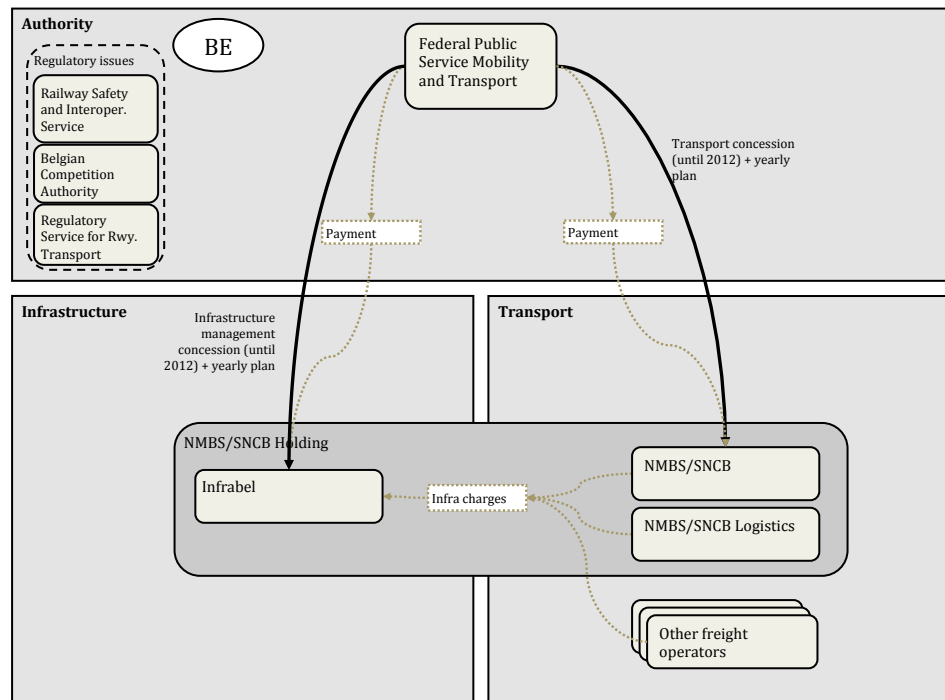 Authority
BE
Regulatory issues
Railway Safety
and Interoper.
Service
Belgian
Competition
Authority
Regulatory
Service for Rwy.
Transport
Federal Public
Service Mobility
and Transport
Transport concession
(until 2012) + yearly
plan
Payment
Payment
Infrastructure
Infrastructure
management
concession (until
2012) + yearly plan
Transport
NMBS/SNCB Holding
Infrabel
Infra charges
NMBS/SNCB
NMBS/SNCB Logistics
Other freight
operators